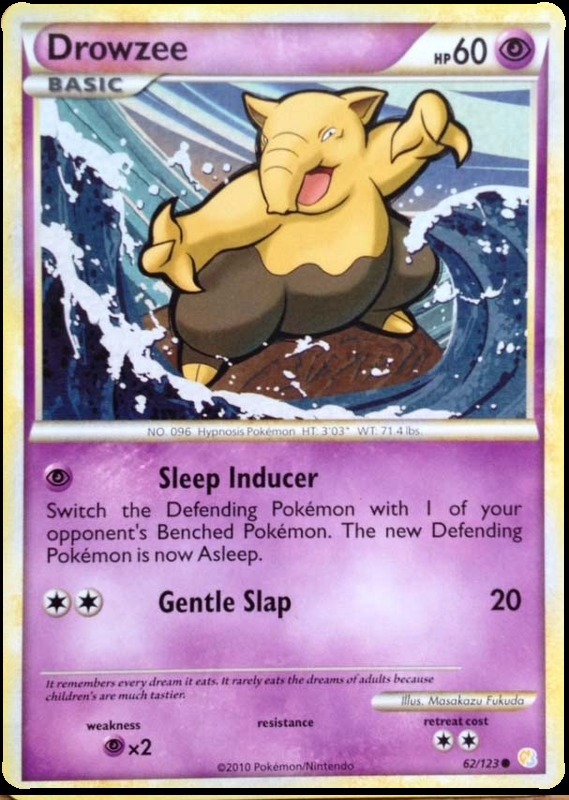 Drowzee HP60
BASIC
NO. 096 Hypnosis Pokémon HT: 3'03" WT: 71.4 lbs.
Sleep Inducer
Switch the Defending Pokémon with 1 of your
opponent's Benched Pokémon. The new Defending
Pokémon is now Asleep.
Gentle Slap 20
It remembers every dream it eats. It rarely eats the dreams of adults because
children's are much tastier.
Illus. Masakazu Fukuda
weakness resistance retreat cost
×2
©2010 Pokémon/Nintendo 62/123